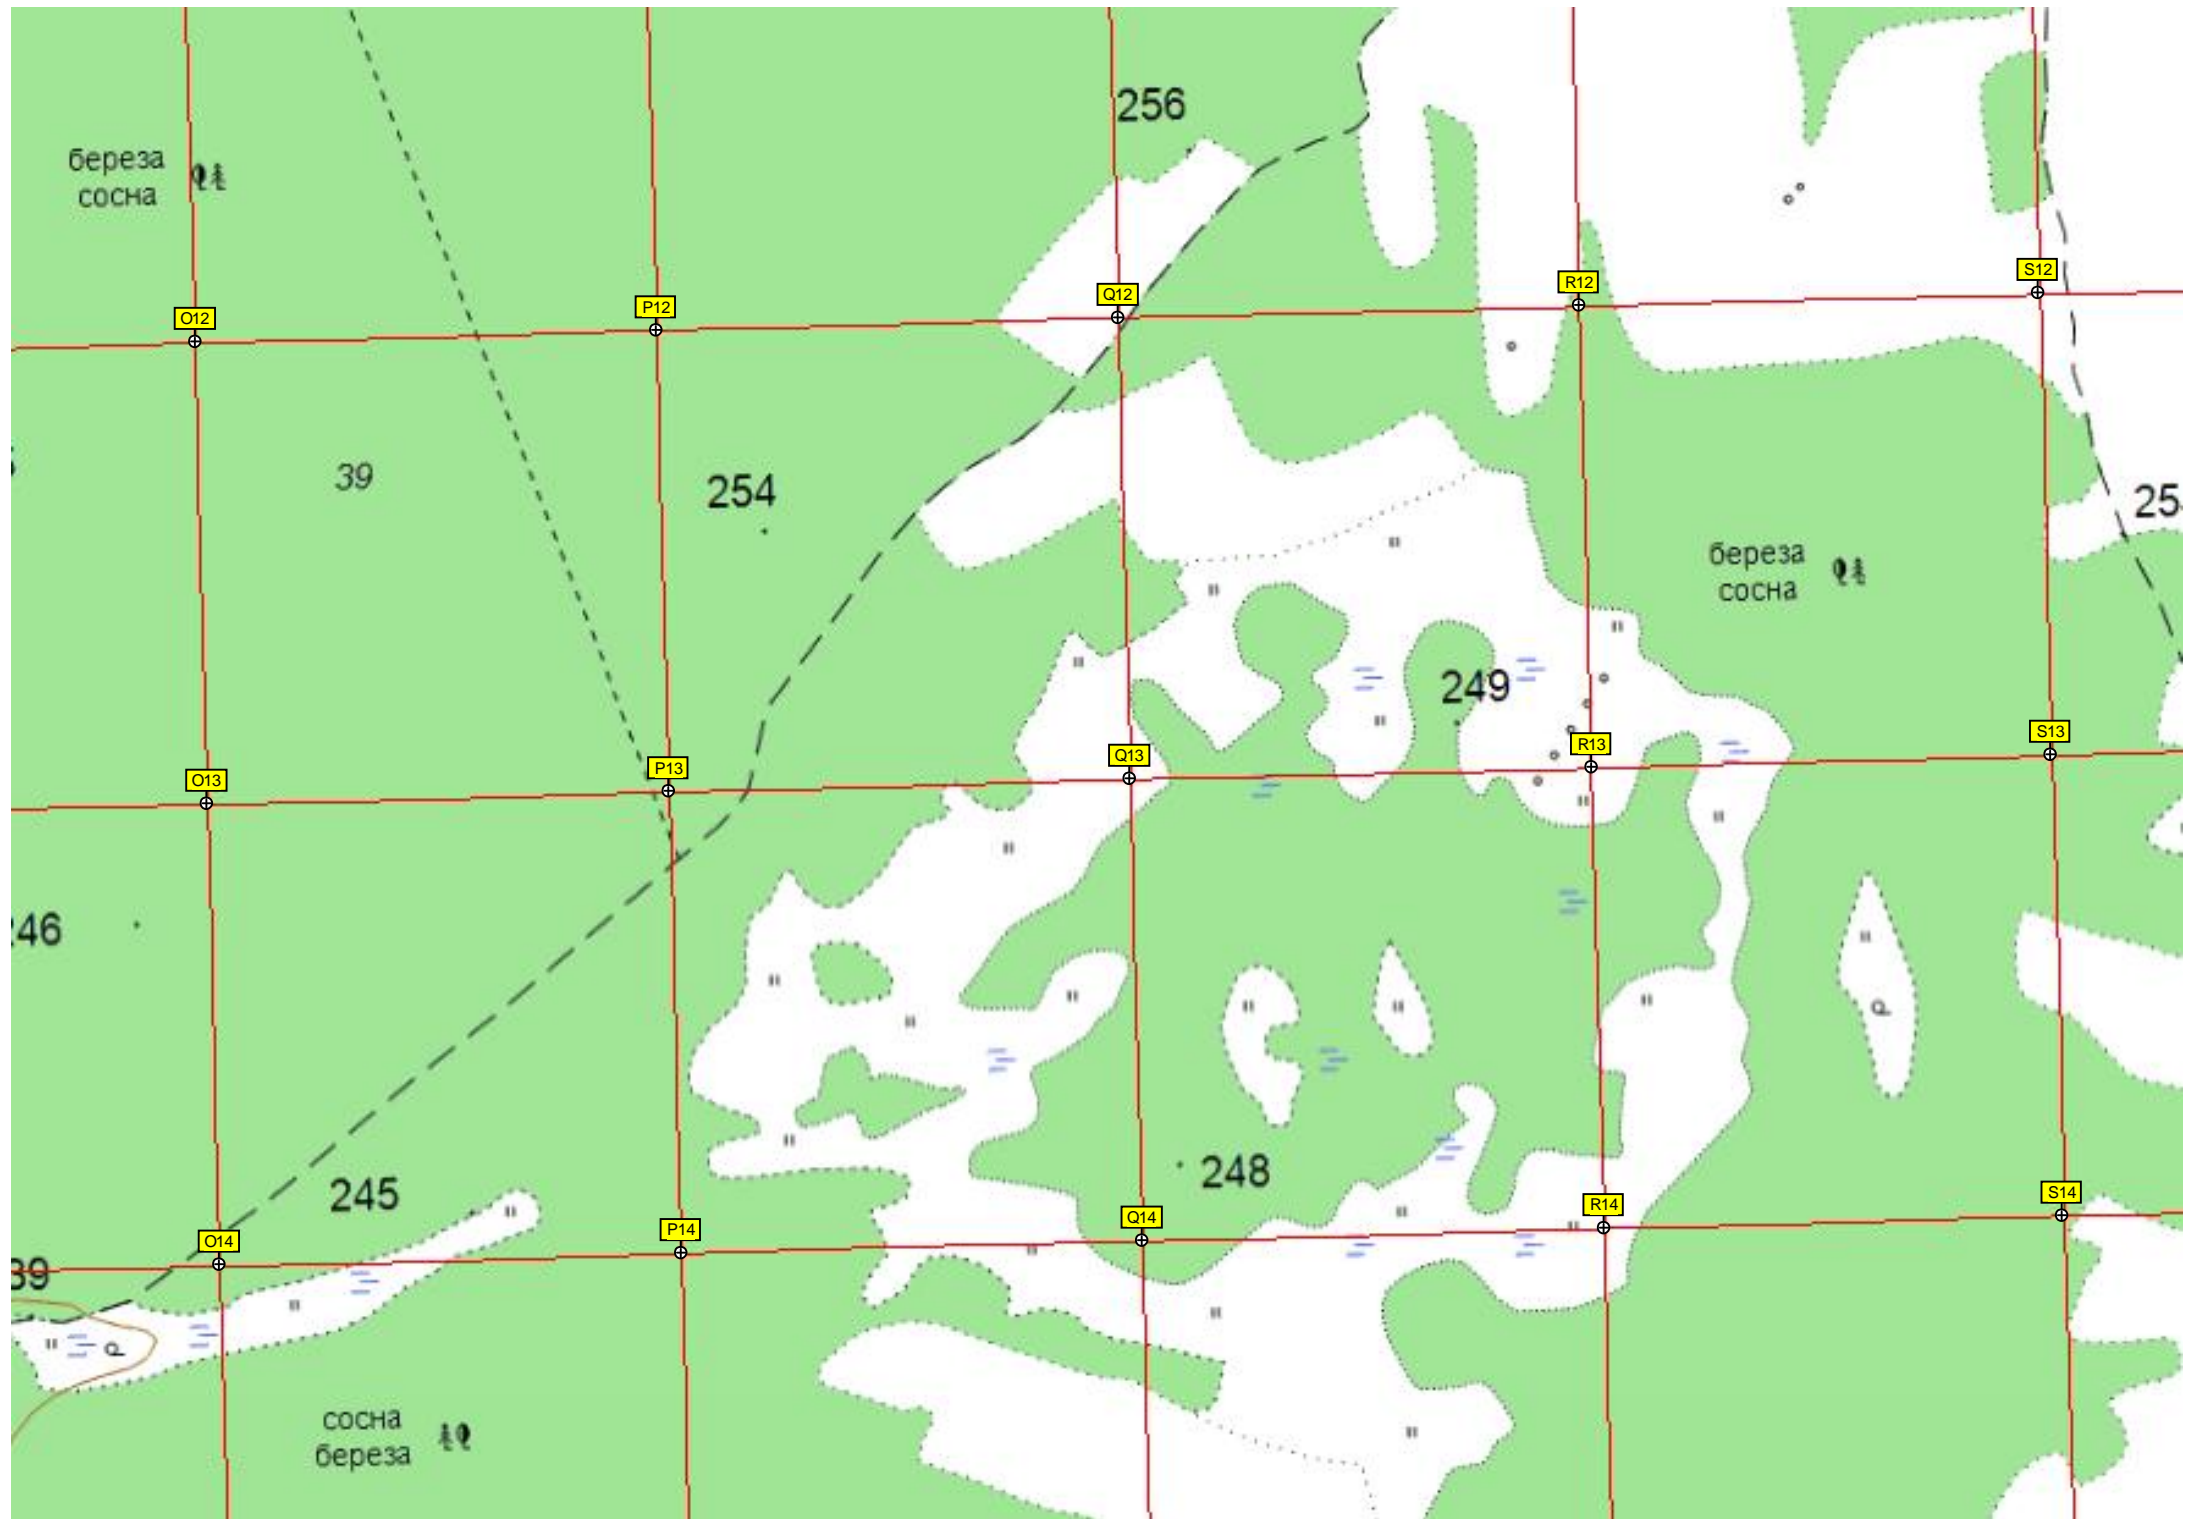 256
береза
сосна
S12
R12
Q12
P12
O12
39
254
25
береза
сосна
249
S13
R13
Q13
P13
O13
46
248
245
S14
R14
Q14
P14
O14
39
сосна
береза